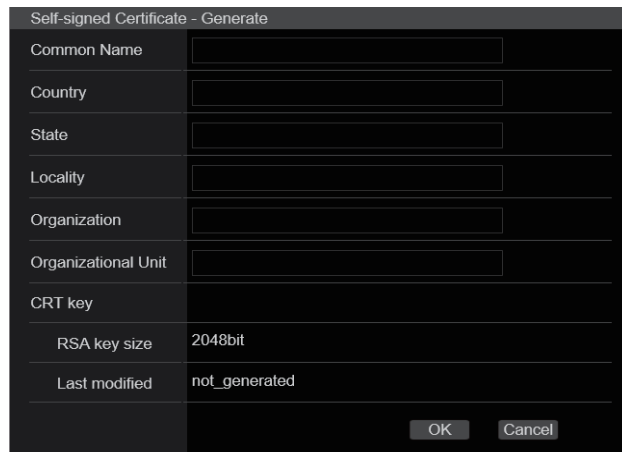 Self-signed Certificate - Generate
Common Name
Country
State
Locality
Organization
Organizational Unit
CRT key
RSA key size 2048bit
Last modified not_generated
OK Cancel